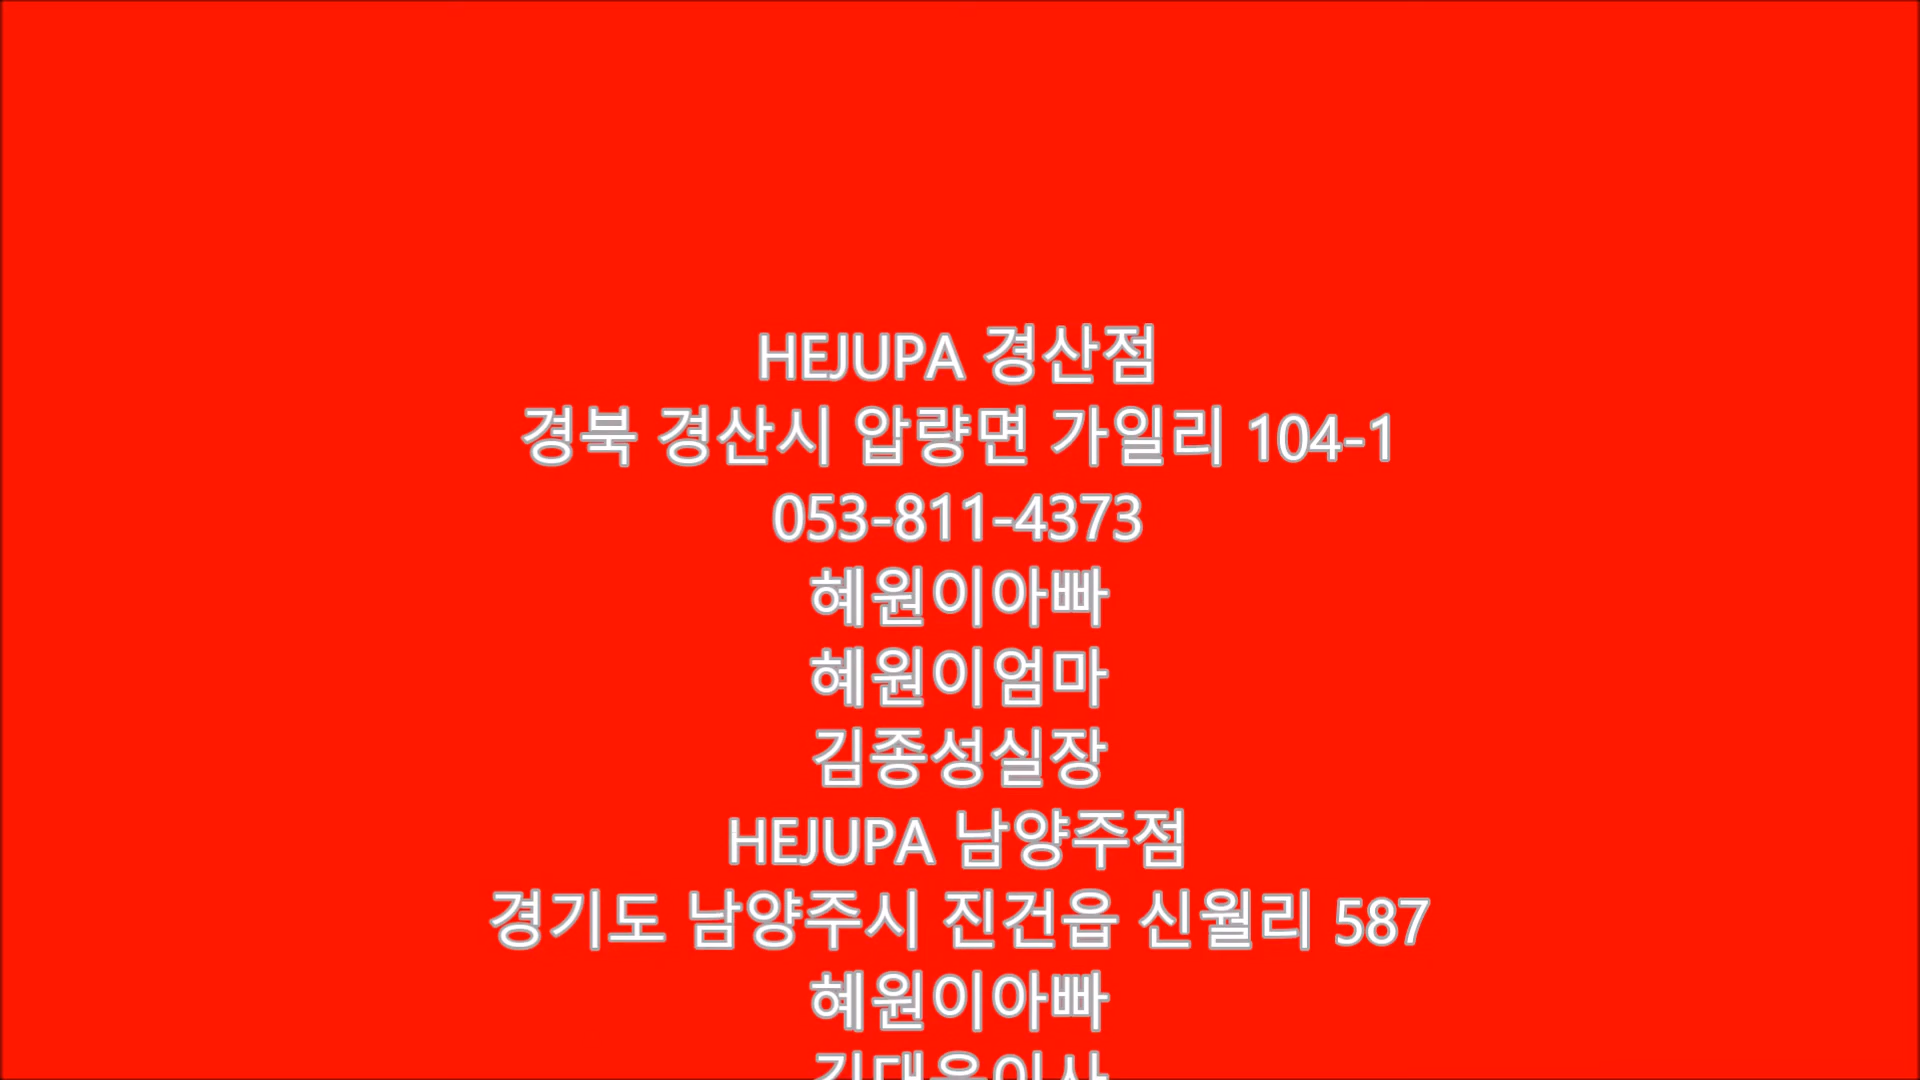 HEJUPA 경산점
경북 경산시 압량면 가일리 104-1
053-811-4373
혜원이아빠
혜원이엄마
김종성실장
HEJUPA 남양주점
경기도 남양주시 진건읍 신월리 587
혜원이아빠